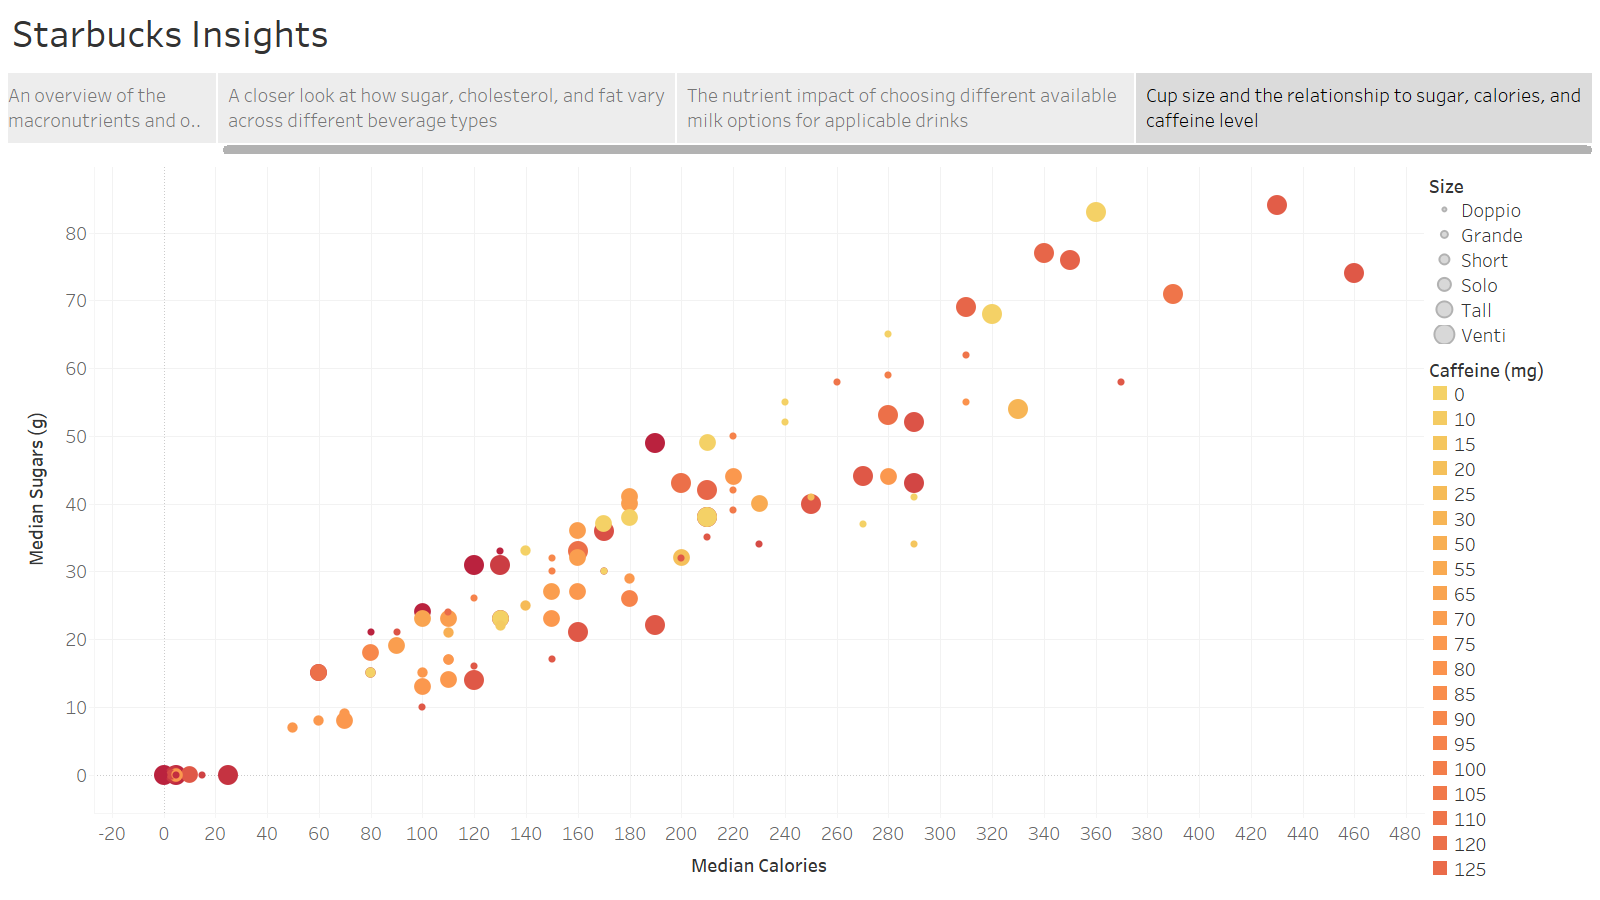 Starbucks Insights
An overview of the
macronutrients and o..
A closer look at how sugar, cholesterol, and fat vary
across different beverage types
The nutrient impact of choosing different available
milk options for applicable drinks
Cup size and the relationship to sugar, calories, and
caffeine level
Median Sugars (g)
80
70
60
50
40
30
20
10
0
-20 0 20 40 60 80 100 120 140 160 180 200 220 240 260 280 300 320 340 360 380 400 420 440 460 480
Median Calories
Size
Doppio
Grande
Short
Solo
Tall
Venti
Caffeine (mg)
0
10
15
20
25
30
50
55
65
70
75
80
85
90
95
100
105
110
120
125